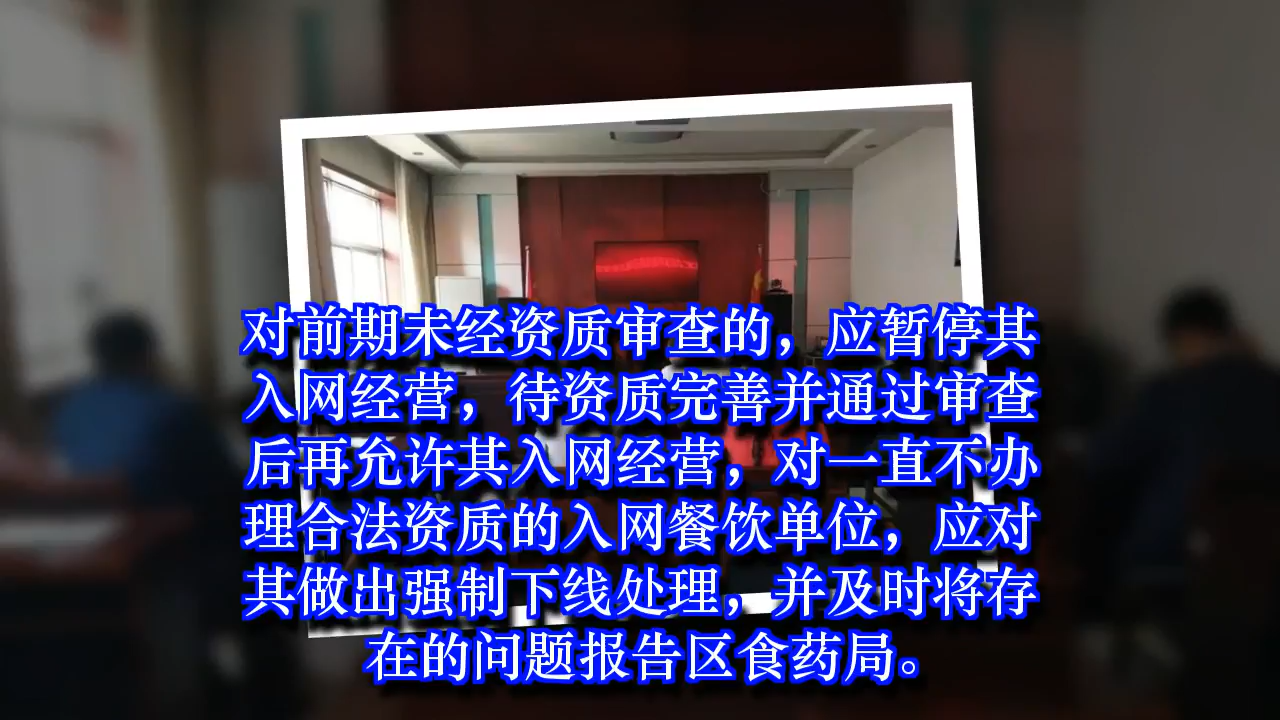 对前期未经资质审查的，应暂停其
入网经营，待资质完善并通过审查
后再允许其入网经营，对一直不办
理合法资质的入网餐饮单位，应对
其做出强制下线处理，并及时将存
在的问题报告区食药局。